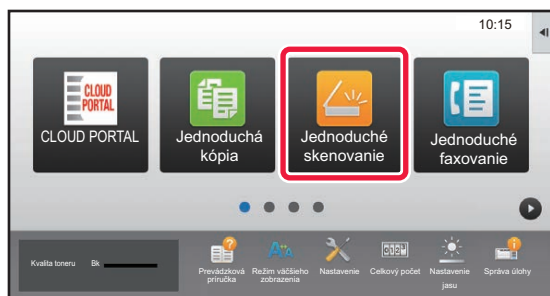 10:15
CLOUD
PORTAL
CLOUD PORTAL
Jednoduchá
kópia
Jednoduché
skenovanie
Jednoduché
faxovanie
Kvalita toneru Bk
Prevádzková
príručka
Režim väčšieho
zobrazenia
Nastavenie
Celkový počet
Nastavenie
jasu
Správa úlohy